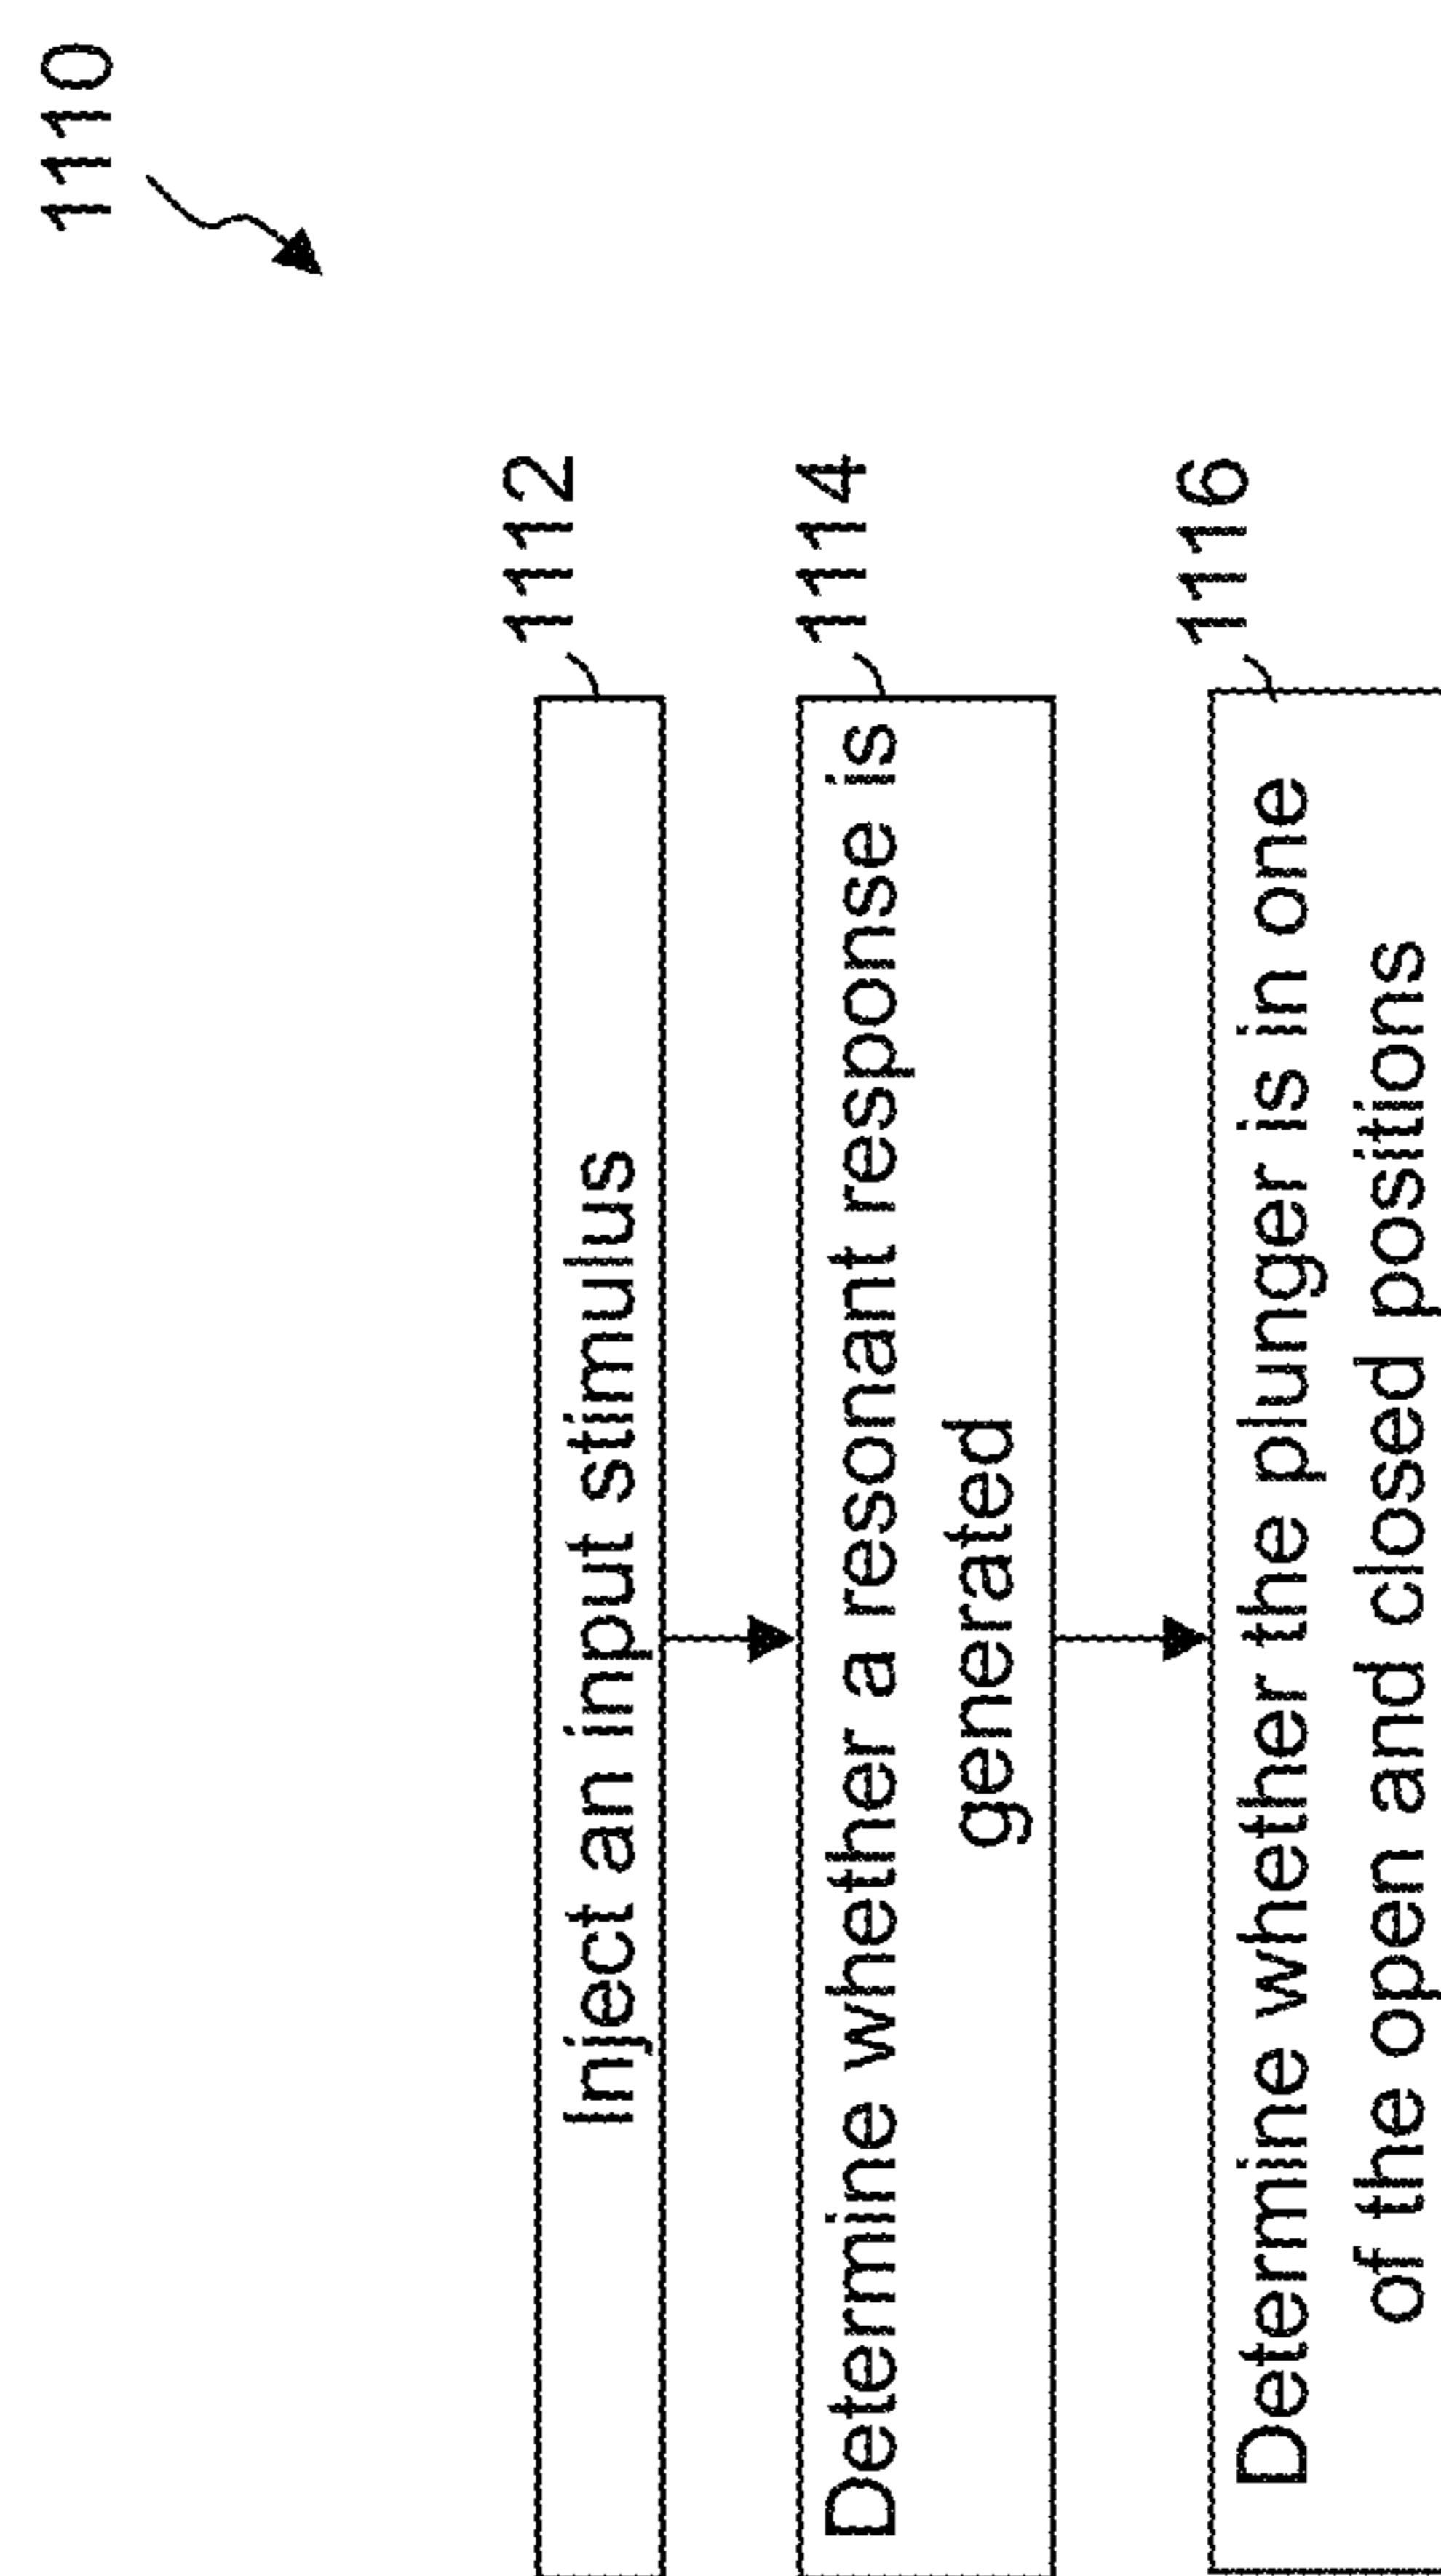 1110
1112
Inject an input stimulus
1114
Determine whether a resonant response is
generated
1116
Determine whether the plunger is in one
of the open and closed positions